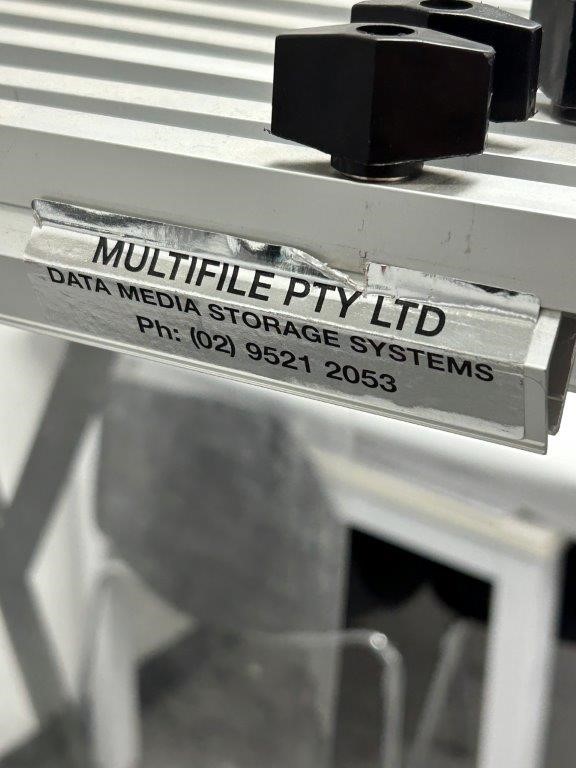 MULTIFILE PTY LTD
DATA MEDIA STORAGE SYSTEMS
Ph: (02) 9521 2053